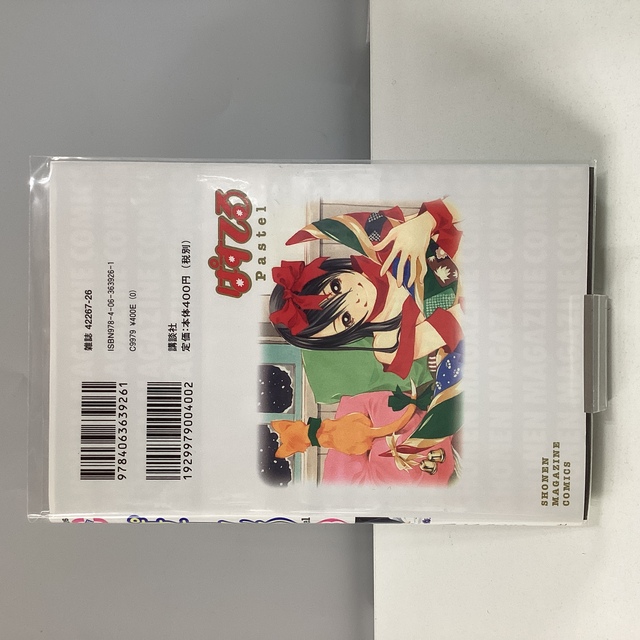 ぱすてる
Pastel
雑誌 42267-26
ISBN978-4-06-363926-1
C9979 ¥400E (0)
講談社
定価:本体400円(税別)
9784063639261
1929979004002
SHONEN
MAGAZINE
COMICS